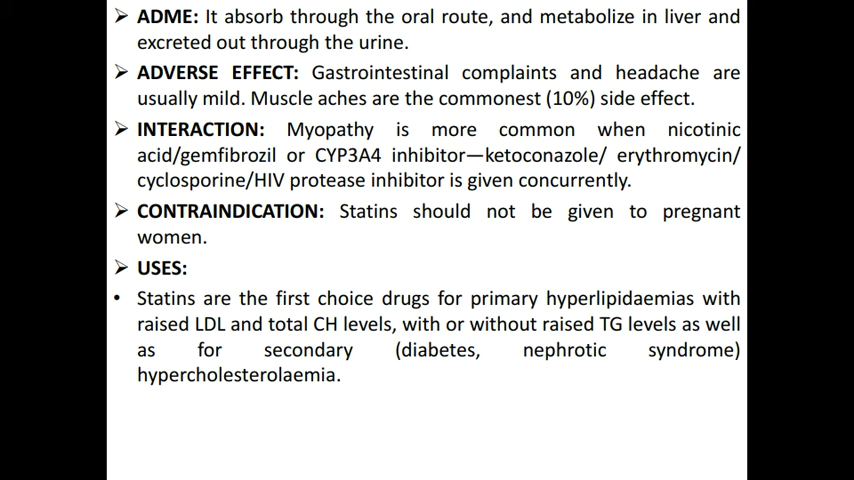 ➢ ADME: It absorb through the oral route, and metabolize in liver and
excreted out through the urine.
➢ ADVERSE EFFECT: Gastrointestinal complaints and headache are
usually mild. Muscle aches are the commonest (10%) side effect.
➢ INTERACTION: Myopathy is more common when nicotinic
acid/gemfibrozil or CYP3A4 inhibitor—ketoconazole/ erythromycin/
cyclosporine/HIV protease inhibitor is given concurrently.
➢ CONTRAINDICATION: Statins should not be given to pregnant
women.
➢ USES:
• Statins are the first choice drugs for primary hyperlipidaemias with
raised LDL and total CH levels, with or without raised TG levels as well
as for secondary (diabetes, nephrotic syndrome)
hypercholesterolaemia.